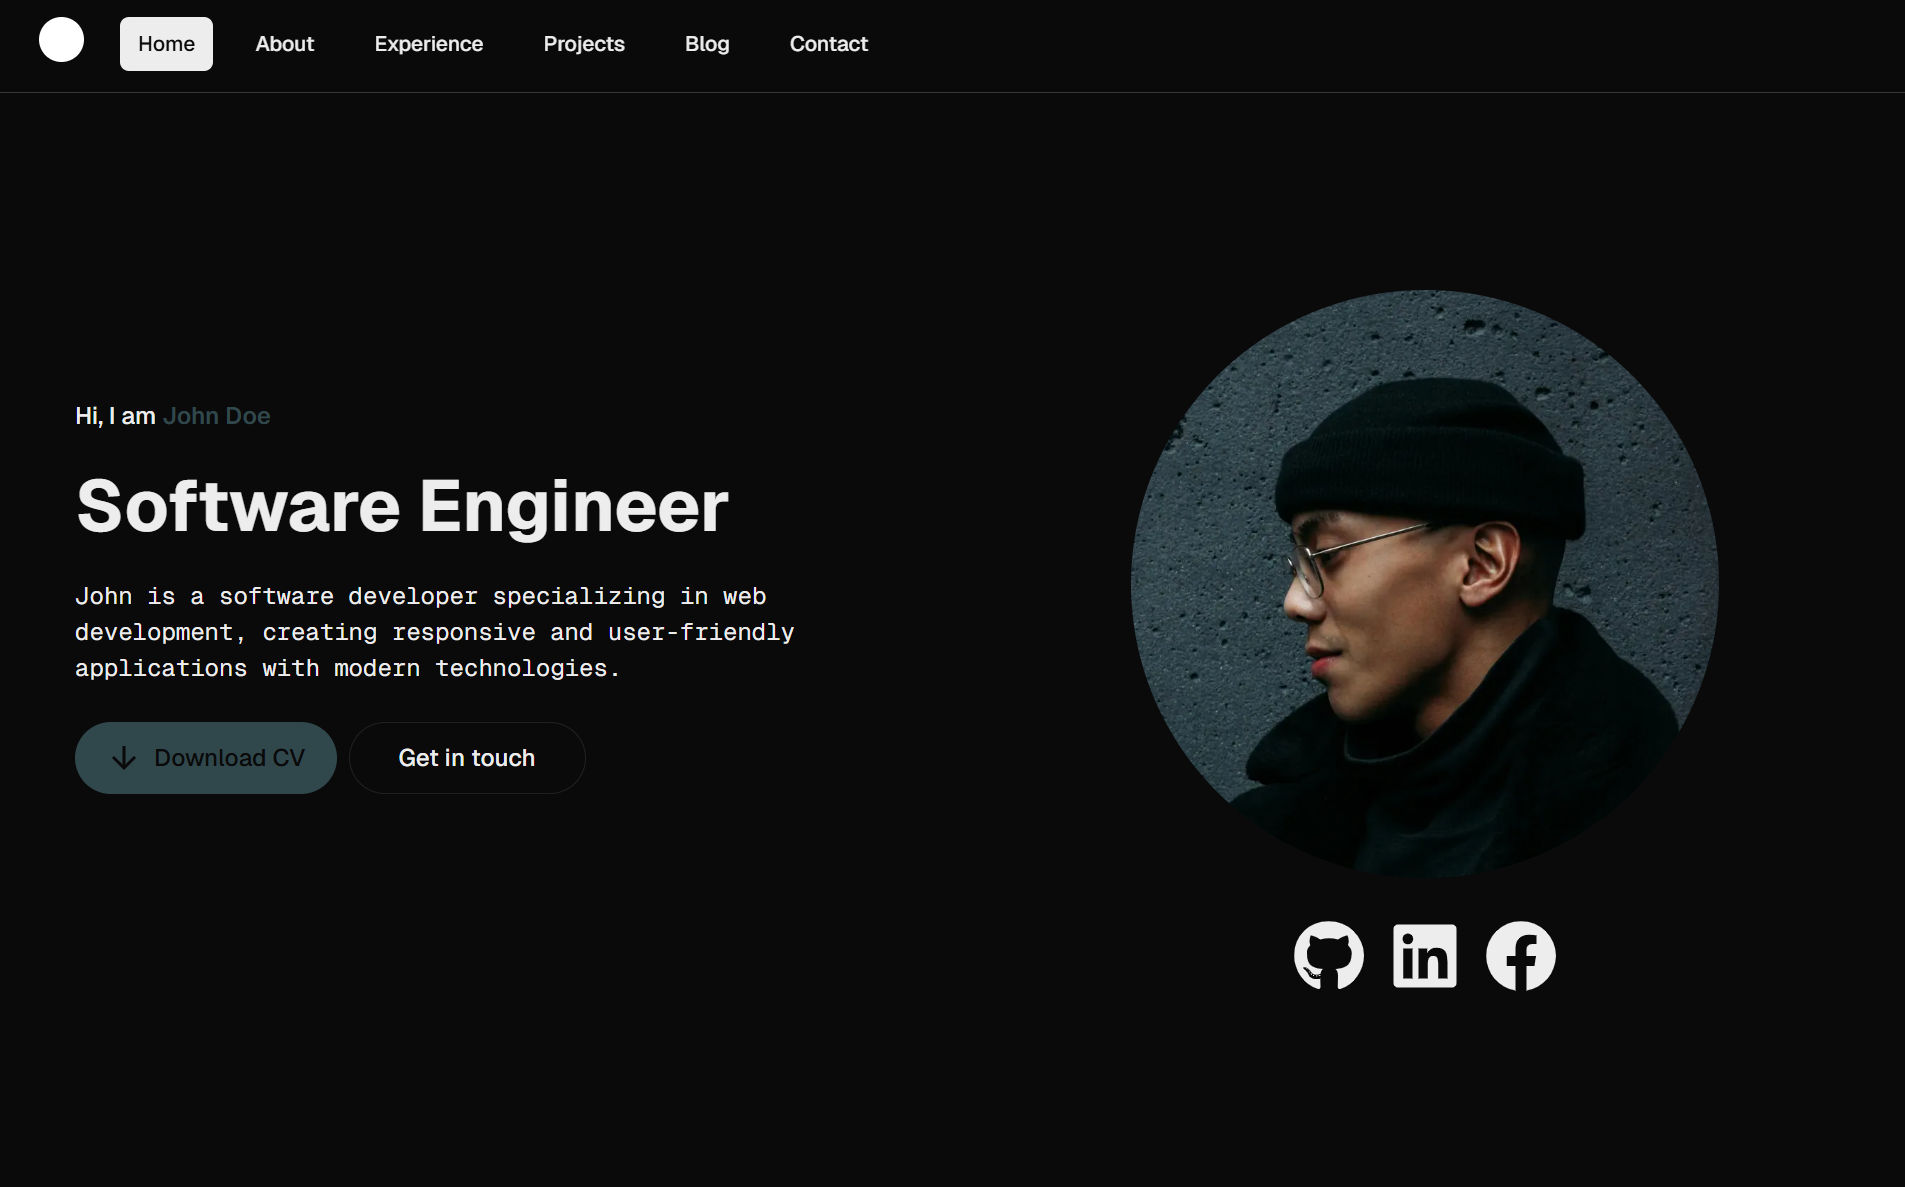 Home About Experience Projects Blog Contact
Hi, I am John Doe
Software Engineer
John is a software developer specializing in web
development, creating responsive and user-friendly
applications with modern technologies.
Download CV Get in touch
in